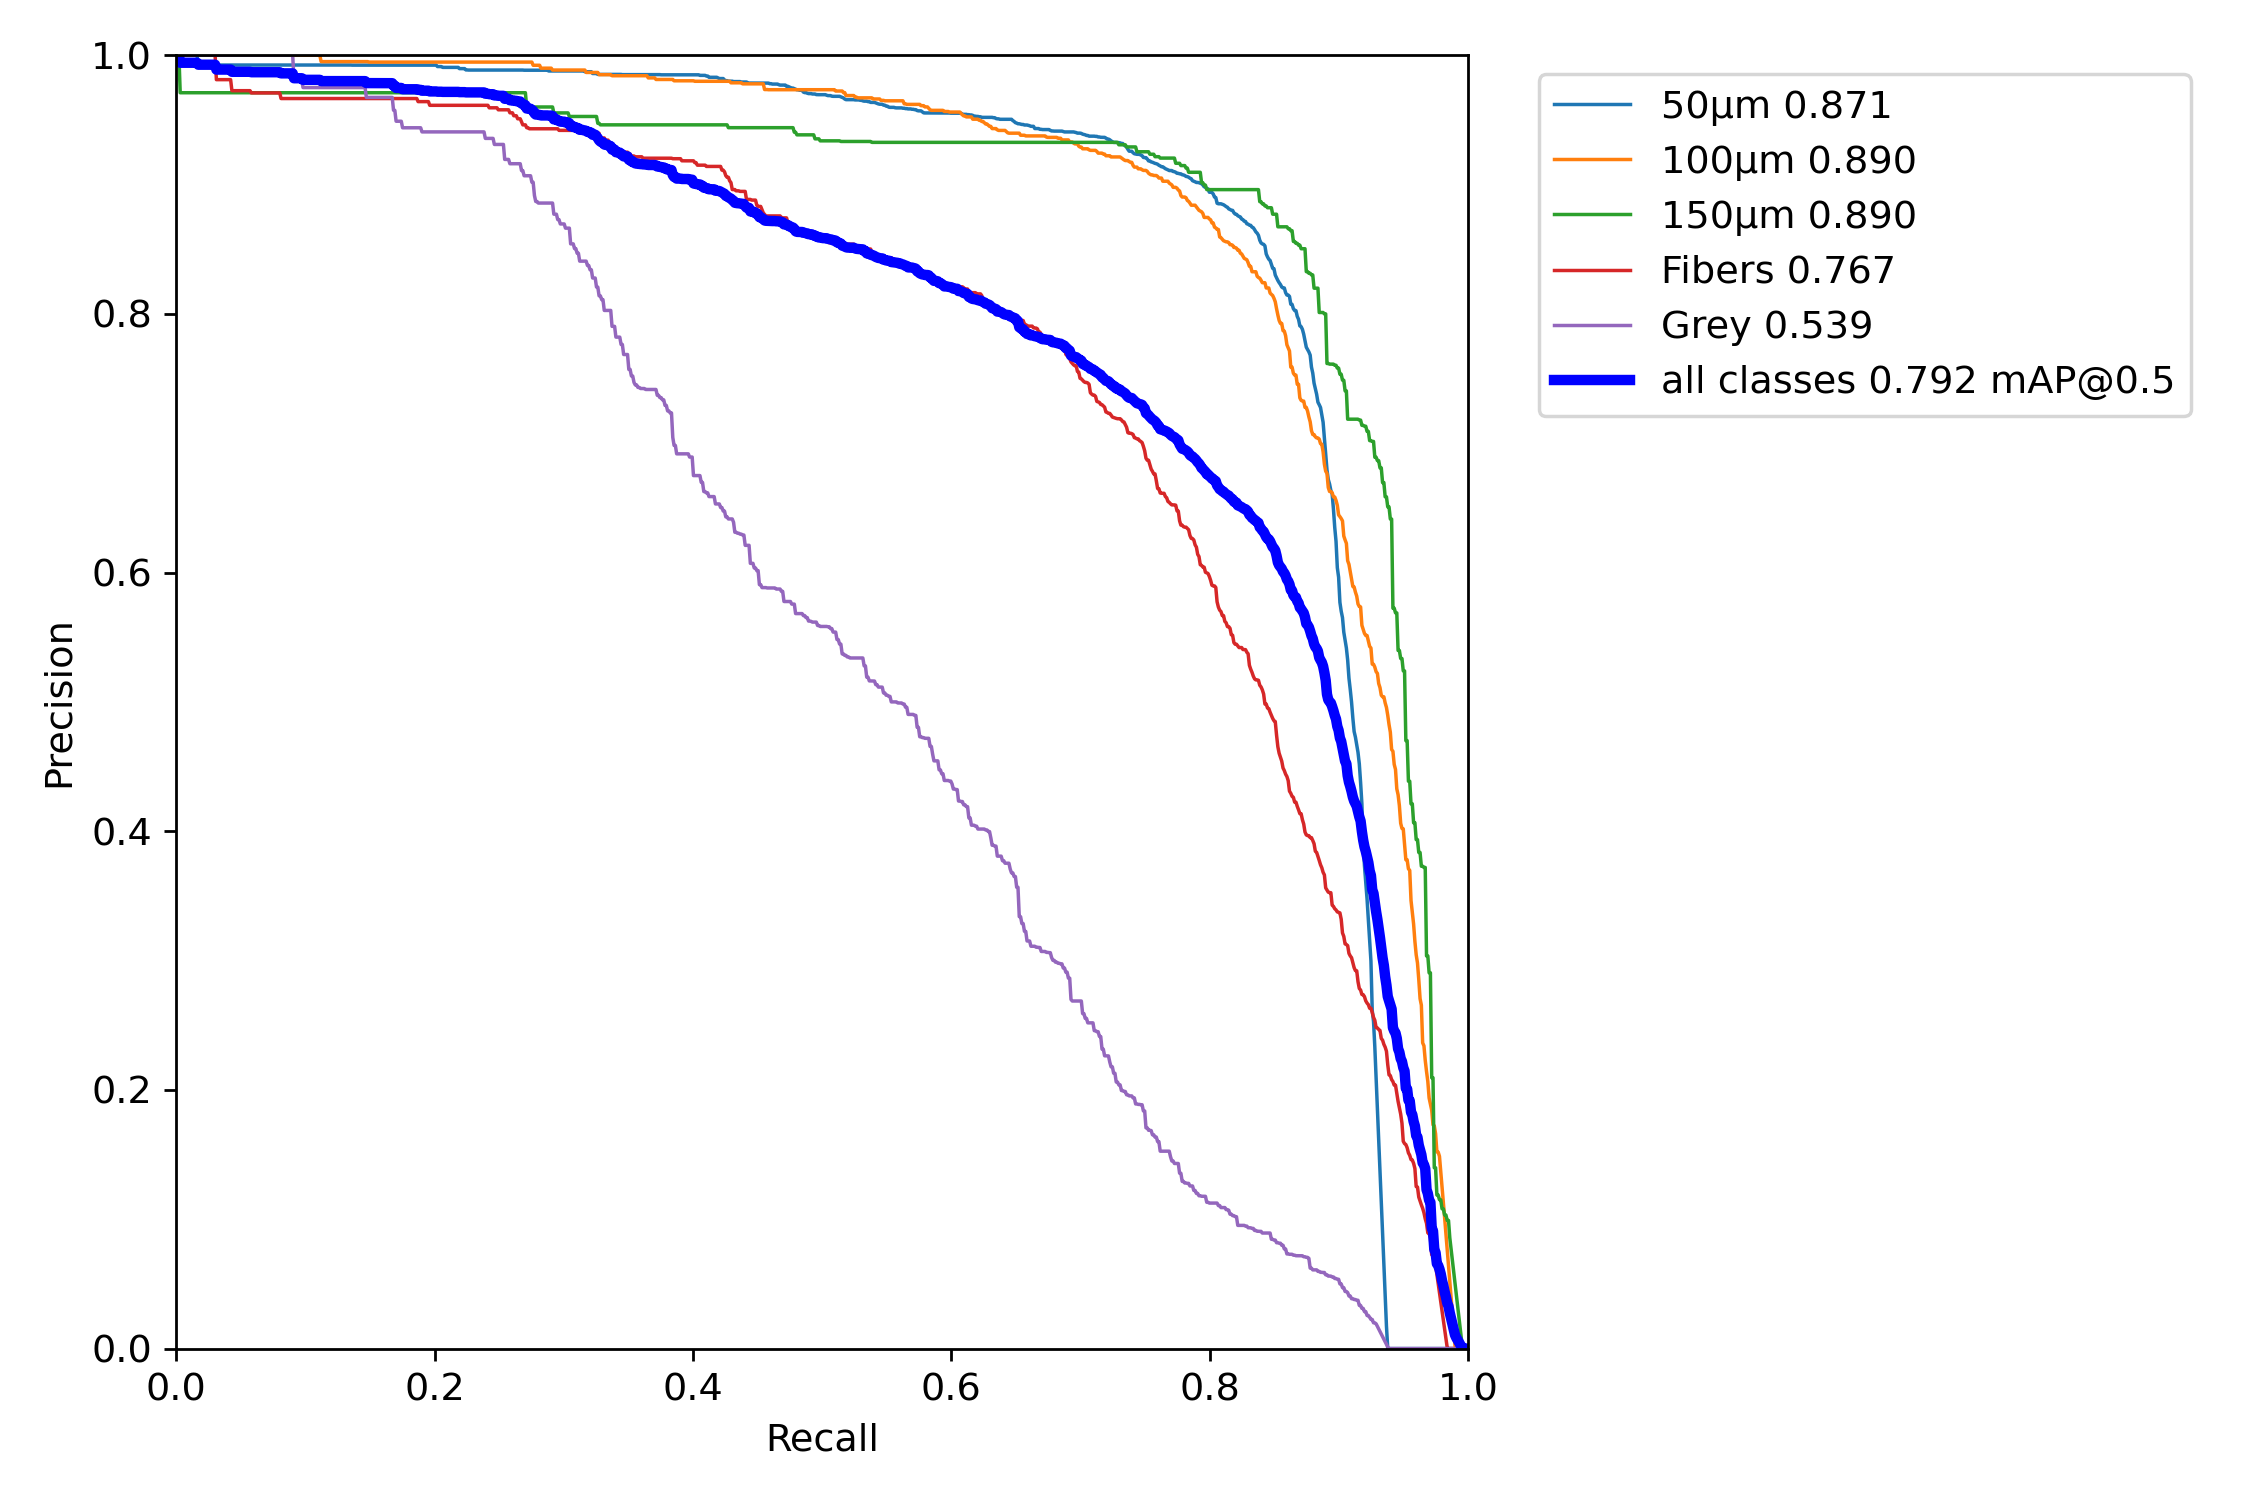 1.0
0.8
0.6
0.4
0.2
0.0
Precision
0.0 0.2 0.4 0.6 0.8 1.0
Recall
50μm 0.871
100μm 0.890
150μm 0.890
Fibers 0.767
Grey 0.539
all classes 0.792 mAP@0.5